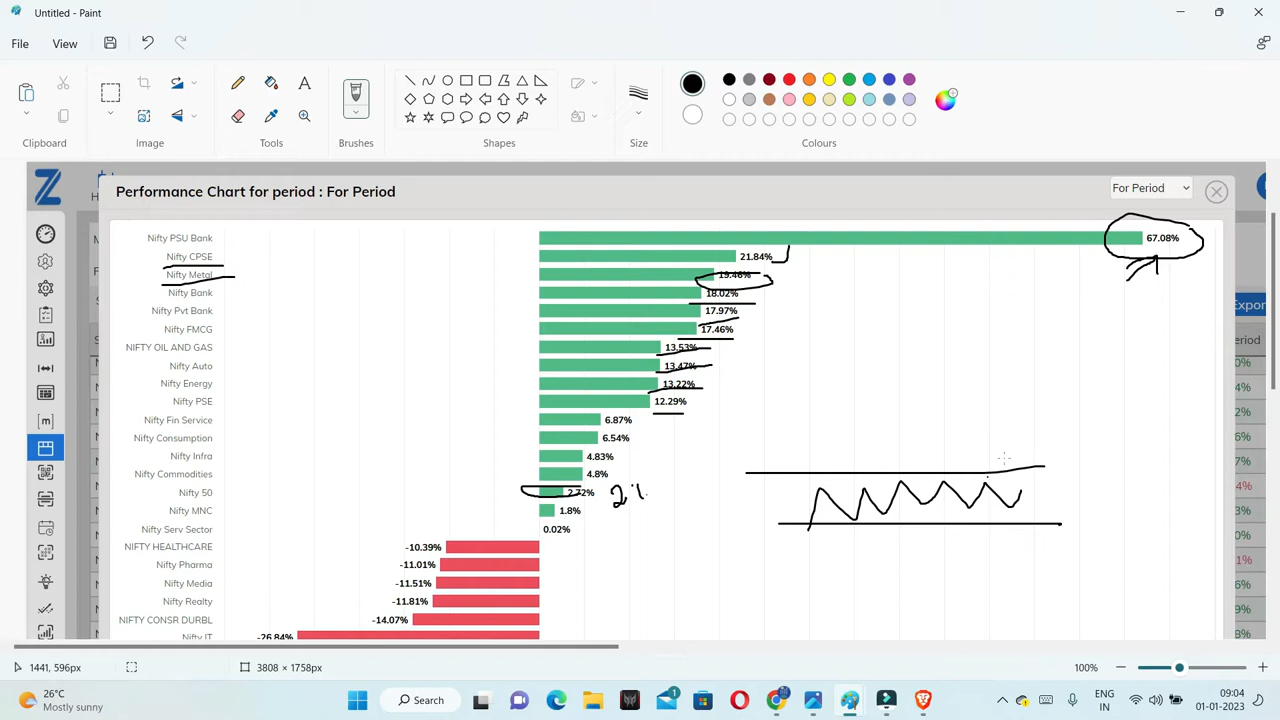 Untitled - Paint
File View
Clipboard Image Tools Brushes Shapes Size Colours
Performance Chart for period : For Period
For Period
Nifty PSU Bank 67.08%
Nifty CPSE 21.84%
Nifty Metal 19.46%
Nifty Bank 18.02%
Nifty Pvt Bank 17.97%
Nifty FMCG 17.46%
NIFTY OIL AND GAS 13.53%
Nifty Auto 13.47%
Nifty Energy 13.22%
Nifty PSE 12.29%
Nifty Fin Service 6.87%
Nifty Consumption 6.54%
Nifty Infra 4.83%
Nifty Commodities 4.8%
Nifty 50 2.72% 2%
Nifty MNC 1.8%
Nifty Serv Sector 0.02%
NIFTY HEALTHCARE -10.39%
Nifty Pharma -11.01%
Nifty Media -11.51%
Nifty Realty -11.81%
NIFTY CONSR DURBL -14.07%
Nifty IT -26.84%
1441, 596px 3808 × 1758px 100%
26°C
Mostly sunny
Search
ENG
IN
09:04
01-01-2023